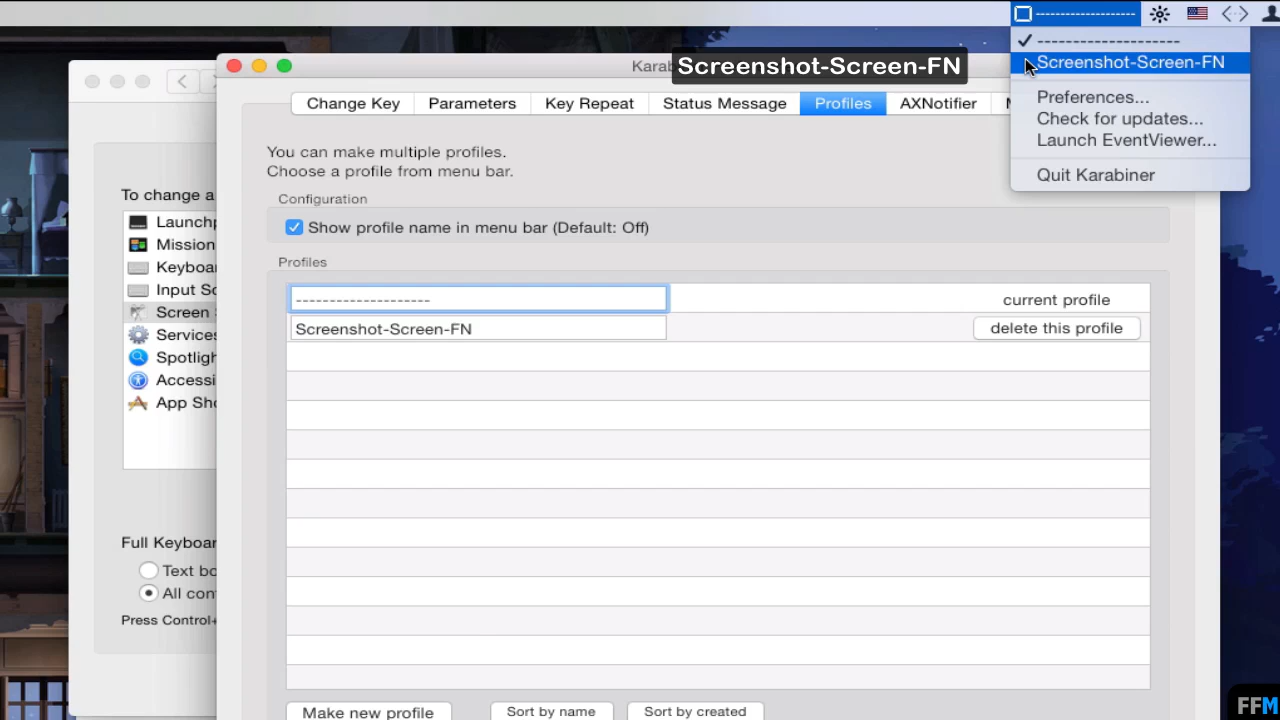 --------------------
--------------------
Screenshot-Screen-FN
Preferences...
Check for updates...
Launch EventViewer...
Quit Karabiner
Karab
Screenshot-Screen-FN
Change Key
Parameters
Key Repeat
Status Message
Profiles
AXNotifier
You can make multiple profiles.
Choose a profile from menu bar.
Configuration
Show profile name in menu bar (Default: Off)
Profiles
--------------------
current profile
Screenshot-Screen-FN
delete this profile
Make new profile
Sort by name
Sort by created
To change a
Launchp
Mission
Keyboar
Input So
Screen
Services
Spotligh
Accessi
App Sho
Full Keyboar
Text bo
All cont
Press Control+
FFM